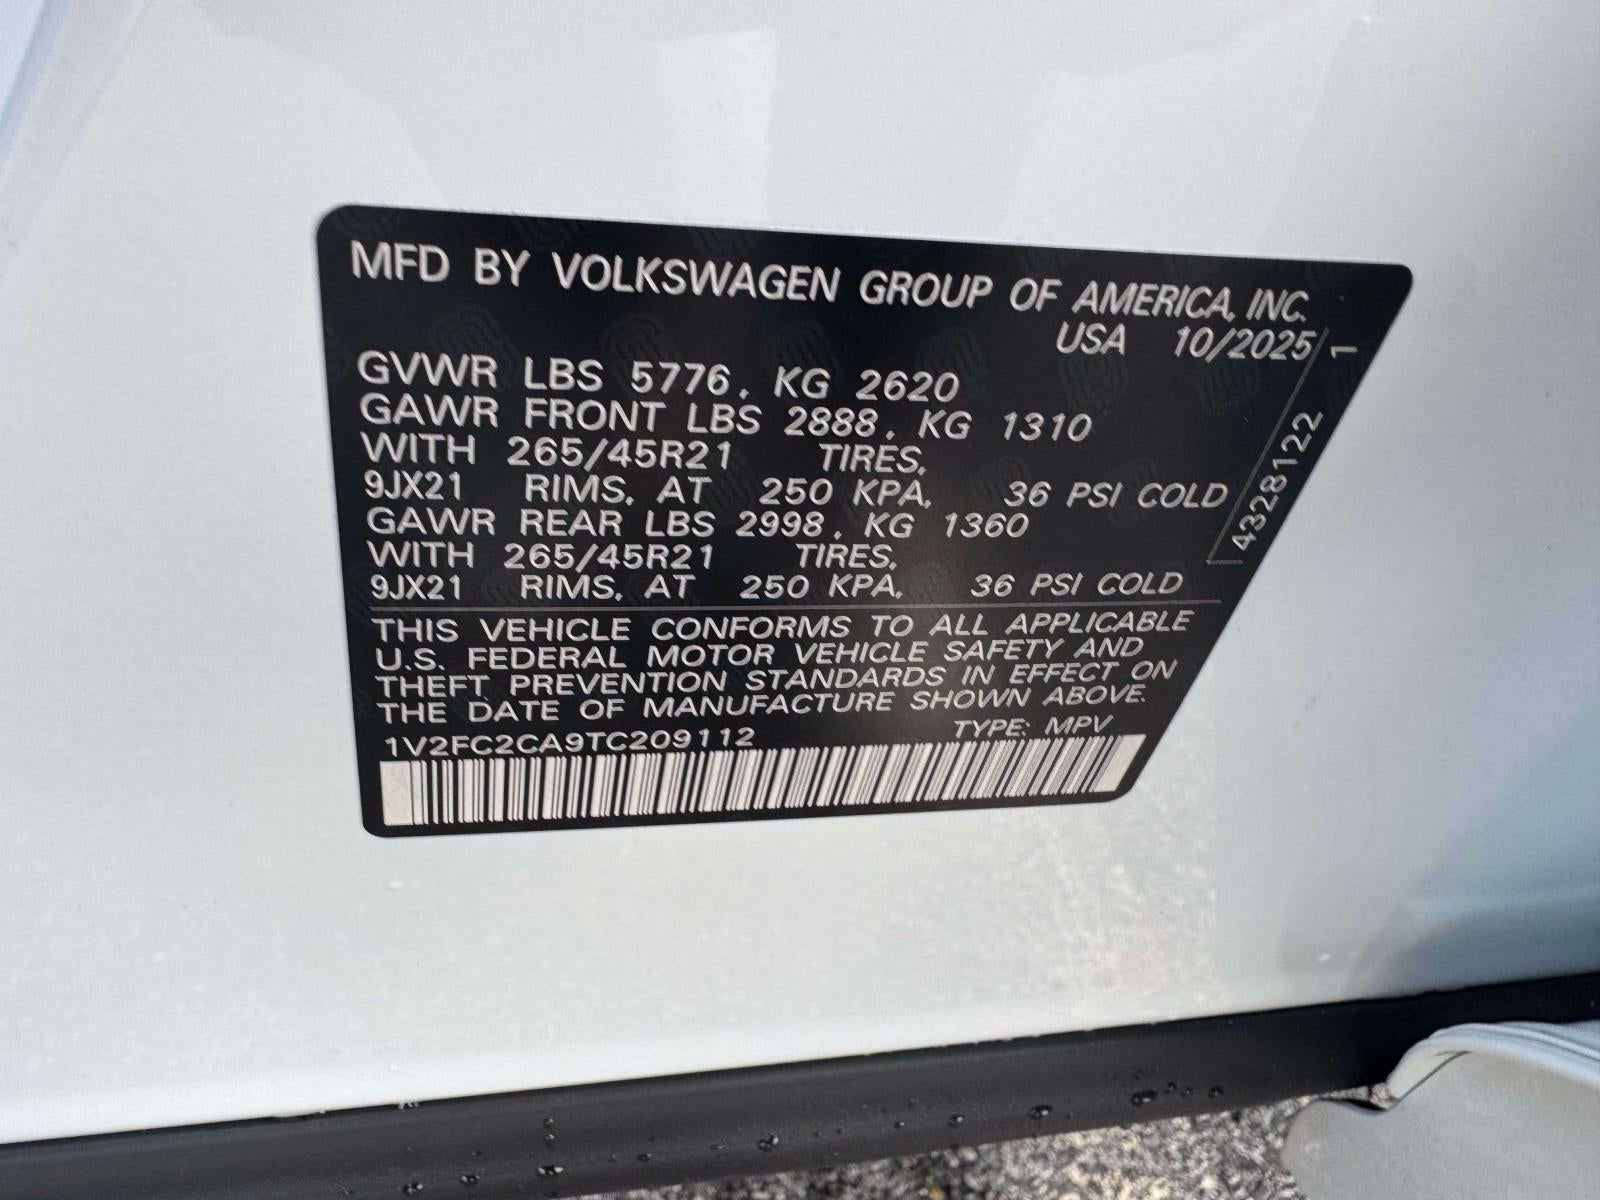 MFD BY VOLKSWAGEN GROUP OF AMERICA, INC.
USA 10/2025
GVWR LBS 5776, KG 2620
GAWR FRONT LBS 2888, KG 1310
WITH 265/45R21 TIRES,
9JX21 RIMS, AT 250 KPA, 36 PSI COLD
GAWR REAR LBS 2998, KG 1360
WITH 265/45R21 TIRES,
9JX21 RIMS, AT 250 KPA, 36 PSI COLD
4328122 1
THIS VEHICLE CONFORMS TO ALL APPLICABLE
U.S. FEDERAL MOTOR VEHICLE SAFETY AND
THEFT PREVENTION STANDARDS IN EFFECT ON
THE DATE OF MANUFACTURE SHOWN ABOVE.
1V2FC2CA9TC209112 TYPE: MPV